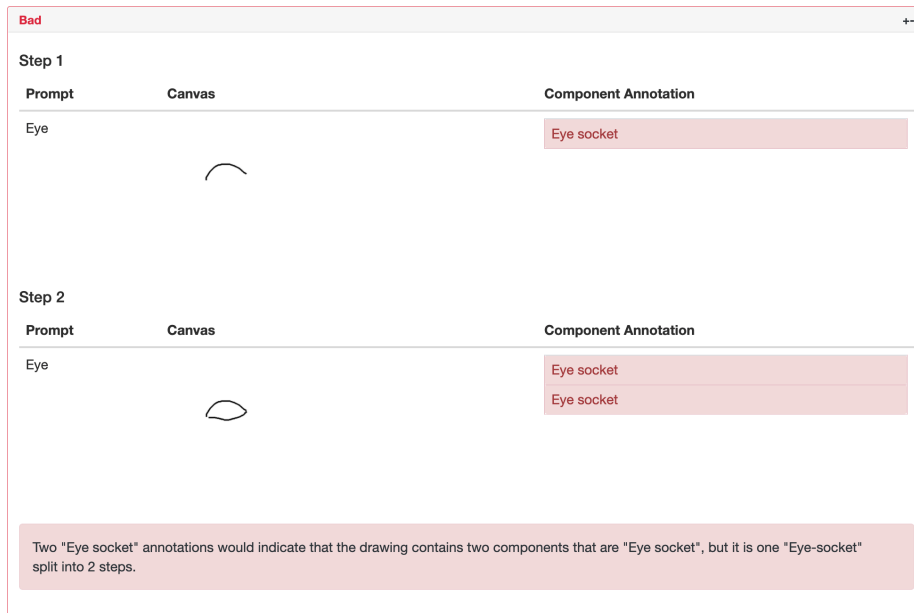 Bad
+-
Step 1
Prompt Canvas Component Annotation
Eye Eye socket
Step 2
Prompt Canvas Component Annotation
Eye Eye socket
Eye socket
Two "Eye socket" annotations would indicate that the drawing contains two components that are "Eye socket", but it is one "Eye-socket"
split into 2 steps.